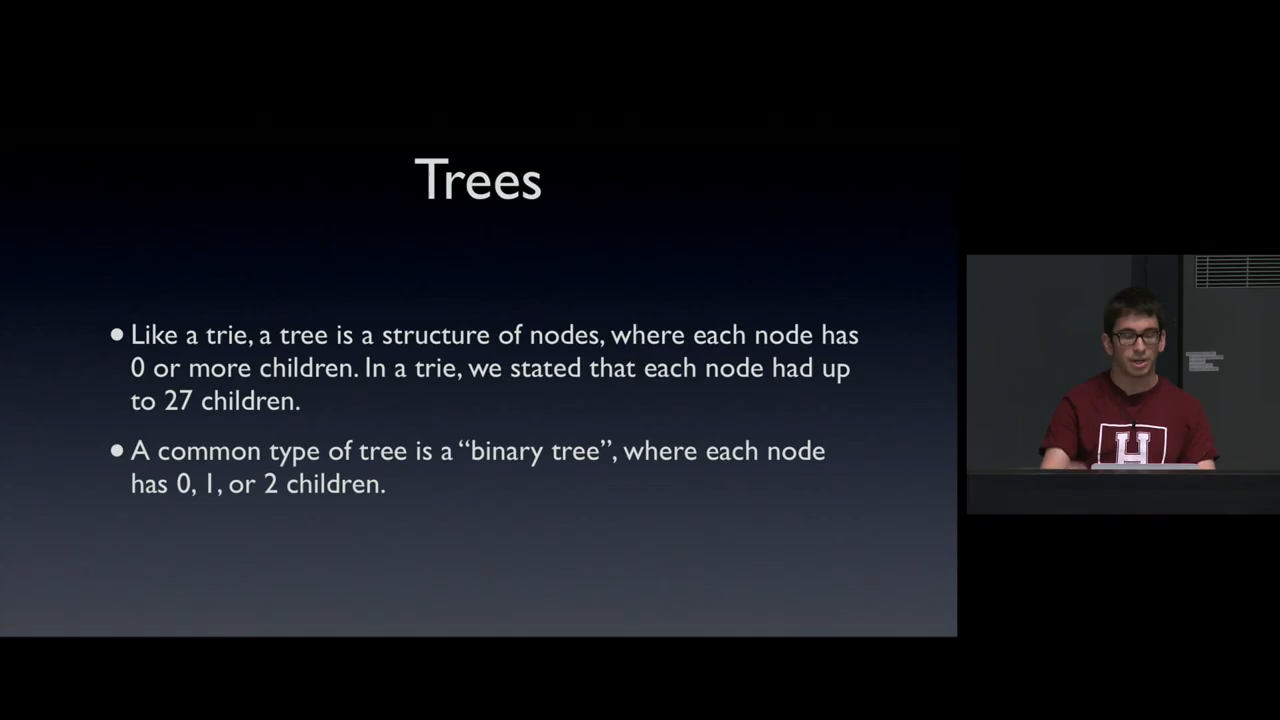 Trees
• Like a trie, a tree is a structure of nodes, where each node has
0 or more children. In a trie, we stated that each node had up
to 27 children.
• A common type of tree is a “binary tree”, where each node
has 0, 1, or 2 children.
H